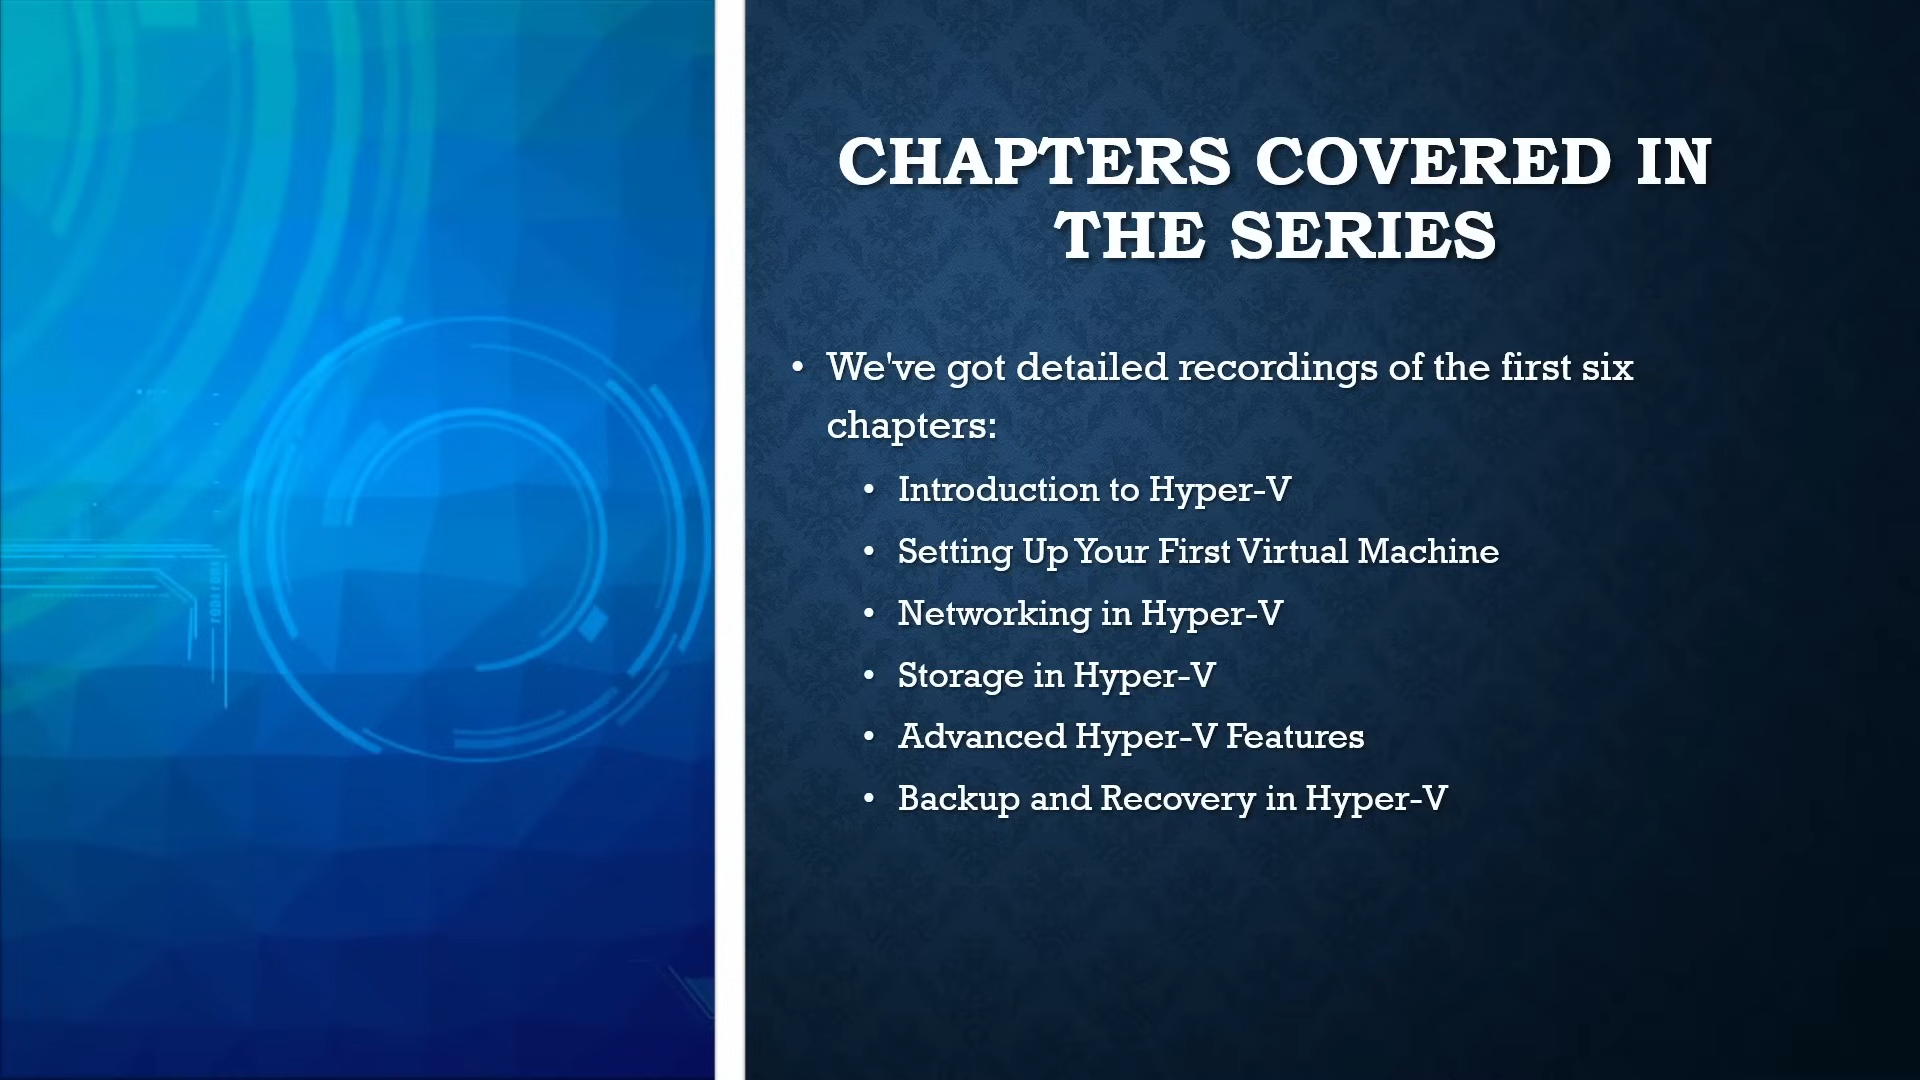 CHAPTERS COVERED IN
THE SERIES
• We've got detailed recordings of the first six
chapters:
• Introduction to Hyper-V
• Setting Up Your First Virtual Machine
• Networking in Hyper-V
• Storage in Hyper-V
• Advanced Hyper-V Features
• Backup and Recovery in Hyper-V